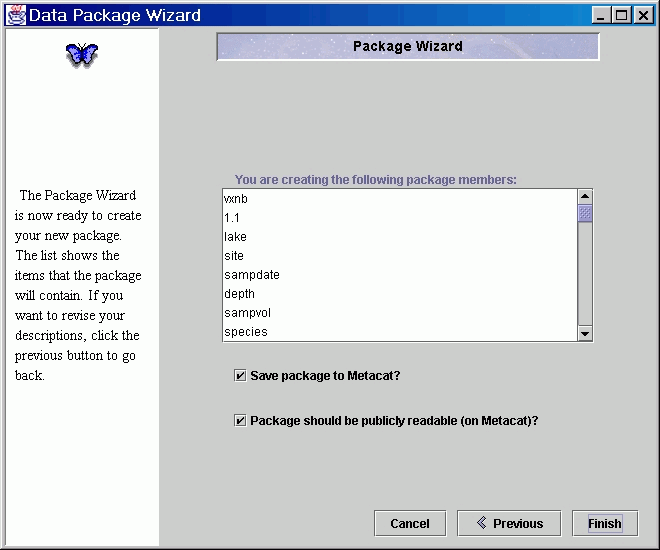 Data Package Wizard
Package Wizard
The Package Wizard
is now ready to create
your new package.
The list shows the
items that the package
will contain. If you
want to revise your
descriptions, click the
previous button to go
back.
You are creating the following package members:
vxnb
1.1
lake
site
sampdate
depth
sampvol
species
Save package to Metacat?
Package should be publicly readable (on Metacat)?
Cancel
Previous
Finish